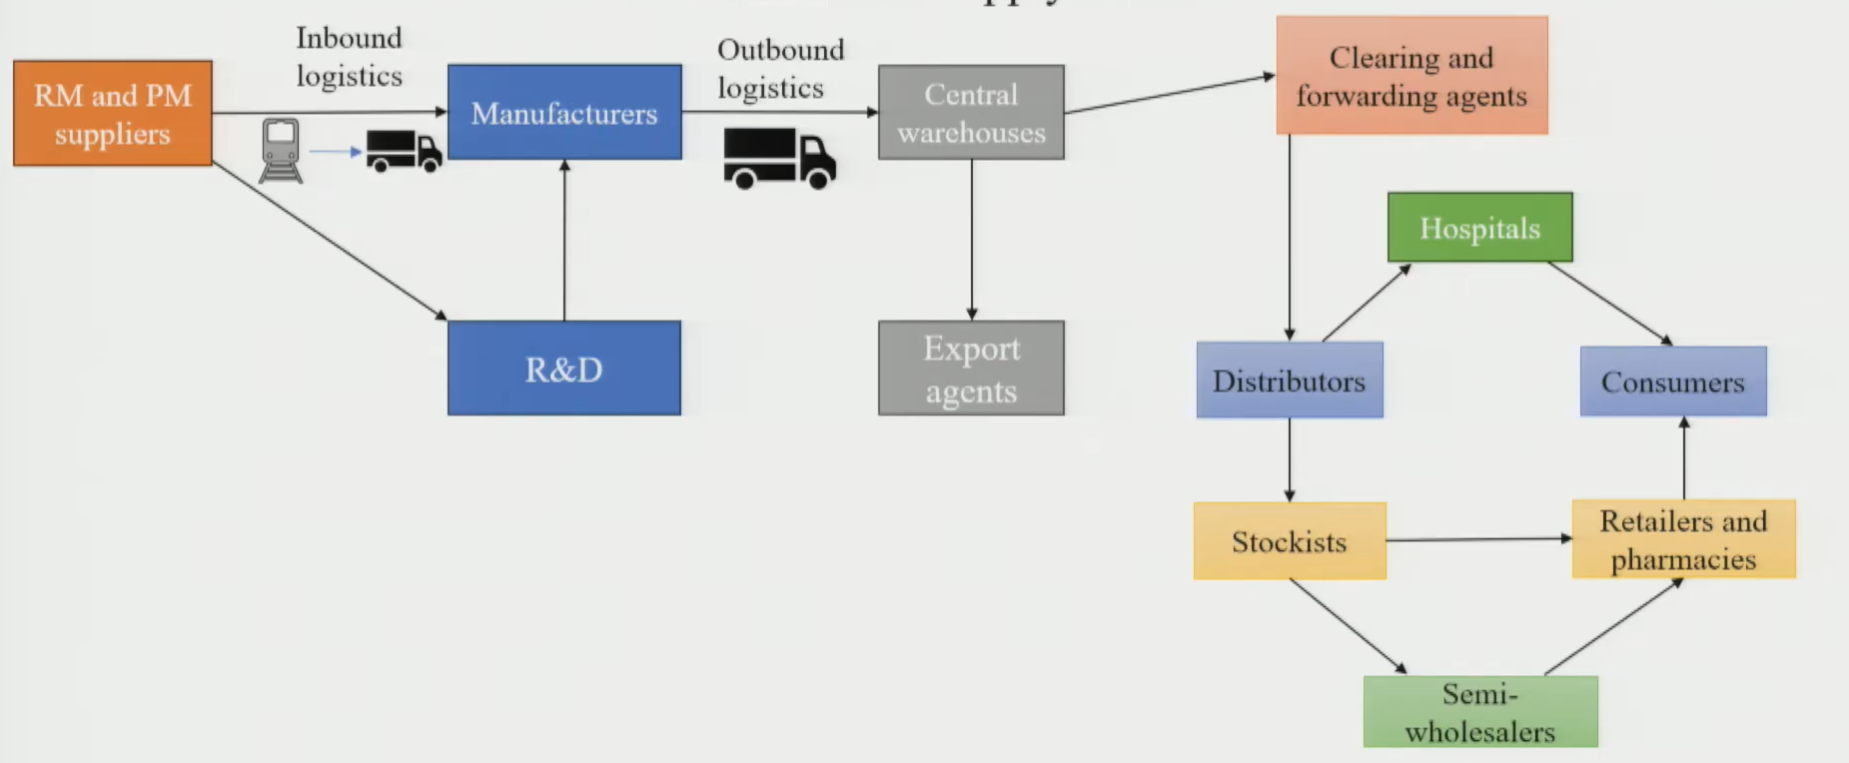 Inbound
logistics
RM and PM
suppliers
Manufacturers
Outbound
logistics
Central
warehouses
Clearing and
forwarding agents
Hospitals
R&D
Export
agents
Distributors
Consumers
Stockists
Retailers and
pharmacies
Semi-
wholesalers